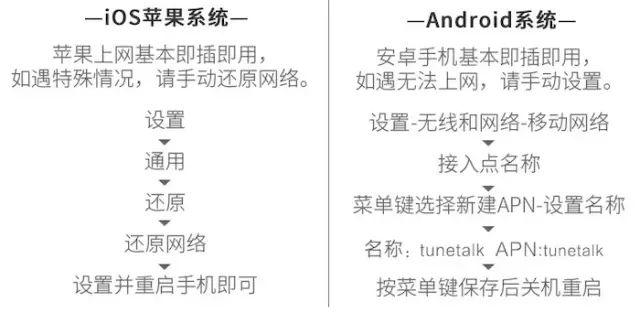 —iOS苹果系统—
苹果上网基本即插即用，
如遇特殊情况，请手动还原网络。
设置
通用
还原
还原网络
设置并重启手机即可
—Android系统—
安卓手机基本即插即用，
如遇无法上网，请手动设置。
设置-无线和网络-移动网络
接入点名称
菜单键选择新建APN-设置名称
名称：tunetalk APN:tunetalk
按菜单键保存后关机重启